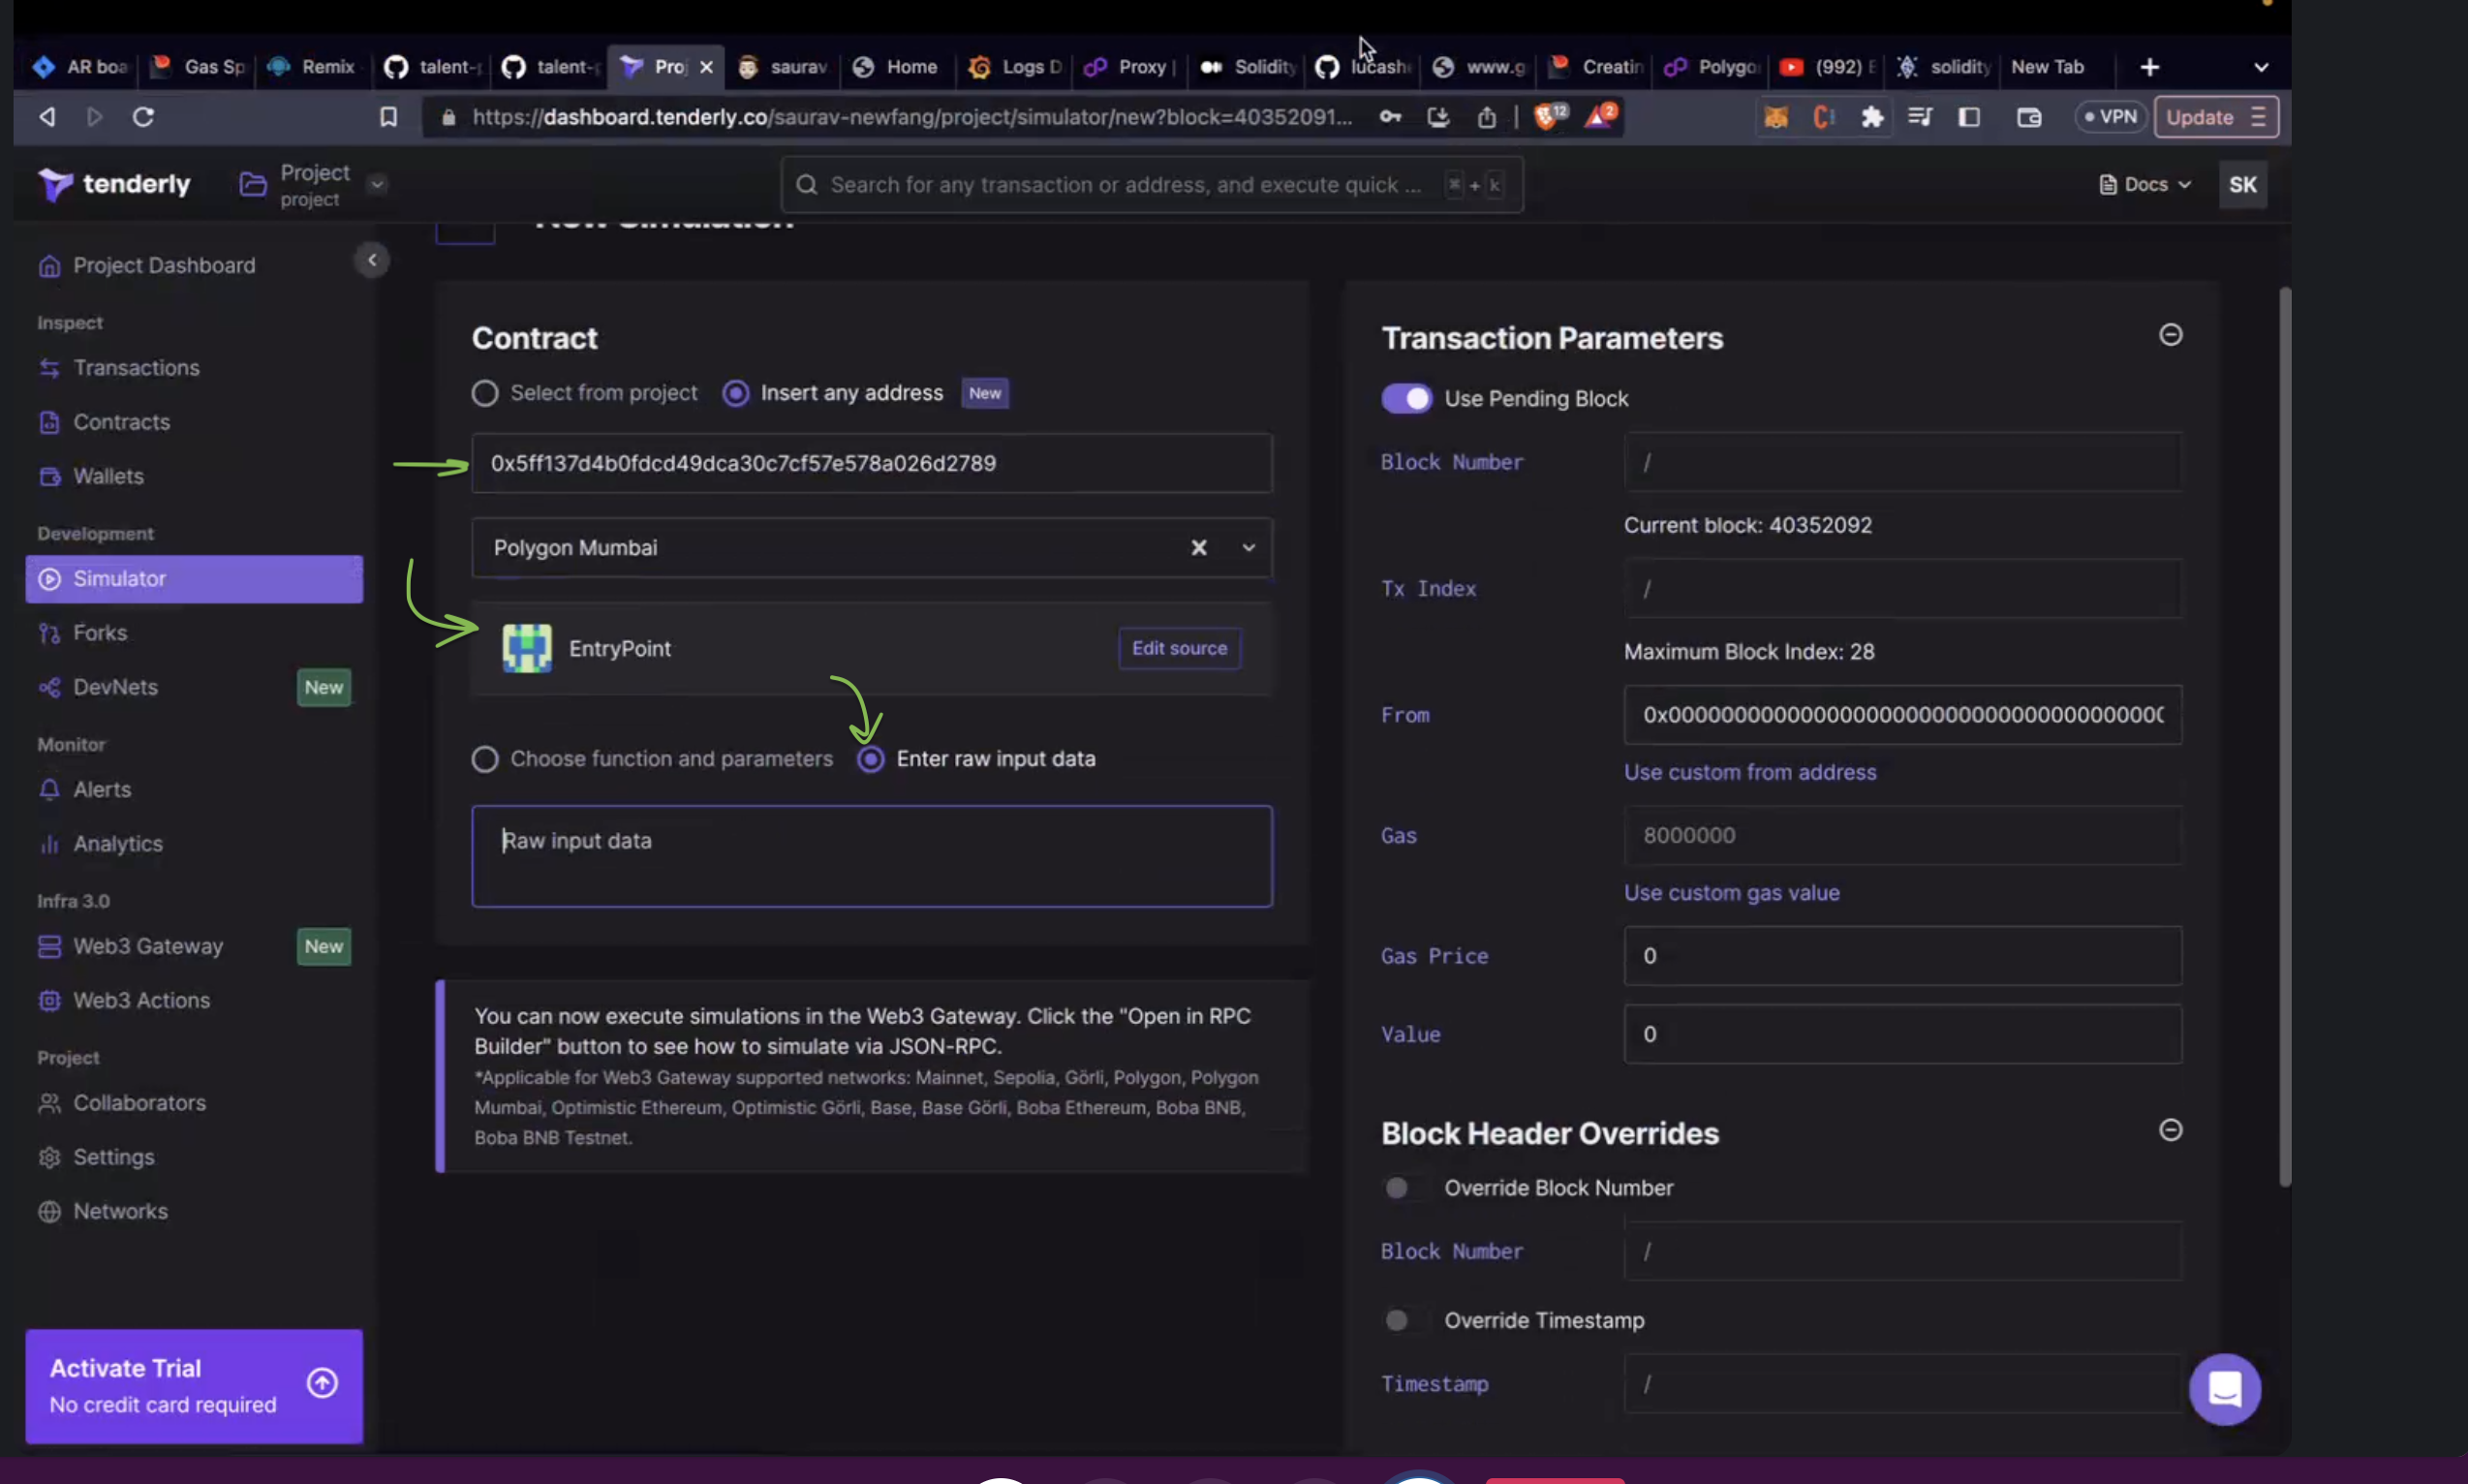 AR boa
Gas Sp
Remix
talent-
talent-
Proj
saurav
Home
Logs D
Proxy |
Solidity
lucash
www.g
Creatin
Polygo
(992)
solidity
New Tab
https://dashboard.tenderly.co/saurav-newfang/project/simulator/new?block=40352091...
12
2
VPN
Update
tenderly
Project
project
Search for any transaction or address, and execute quick ...
⌘ + k
Docs
SK
New Simulation
Project Dashboard
Inspect
Transactions
Contracts
Wallets
Development
Simulator
Forks
DevNets New
Monitor
Alerts
Analytics
Infra 3.0
Web3 Gateway New
Web3 Actions
Project
Collaborators
Settings
Networks
Activate Trial
No credit card required
Contract
Select from project Insert any address New
0x5ff137d4b0fdcd49dca30c7cf57e578a026d2789
Polygon Mumbai
EntryPoint Edit source
Choose function and parameters Enter raw input data
Raw input data
You can now execute simulations in the Web3 Gateway. Click the "Open in RPC
Builder" button to see how to simulate via JSON-RPC.
*Applicable for Web3 Gateway supported networks: Mainnet, Sepolia, Görli, Polygon, Polygon
Mumbai, Optimistic Ethereum, Optimistic Görli, Base, Base Görli, Boba Ethereum, Boba BNB,
Boba BNB Testnet.
Transaction Parameters
Use Pending Block
Block Number /
Current block: 40352092
Tx Index /
Maximum Block Index: 28
From
Use custom from address
Gas 8000000
Use custom gas value
Gas Price 0
Value 0
Block Header Overrides
Override Block Number
Block Number /
Override Timestamp
Timestamp /